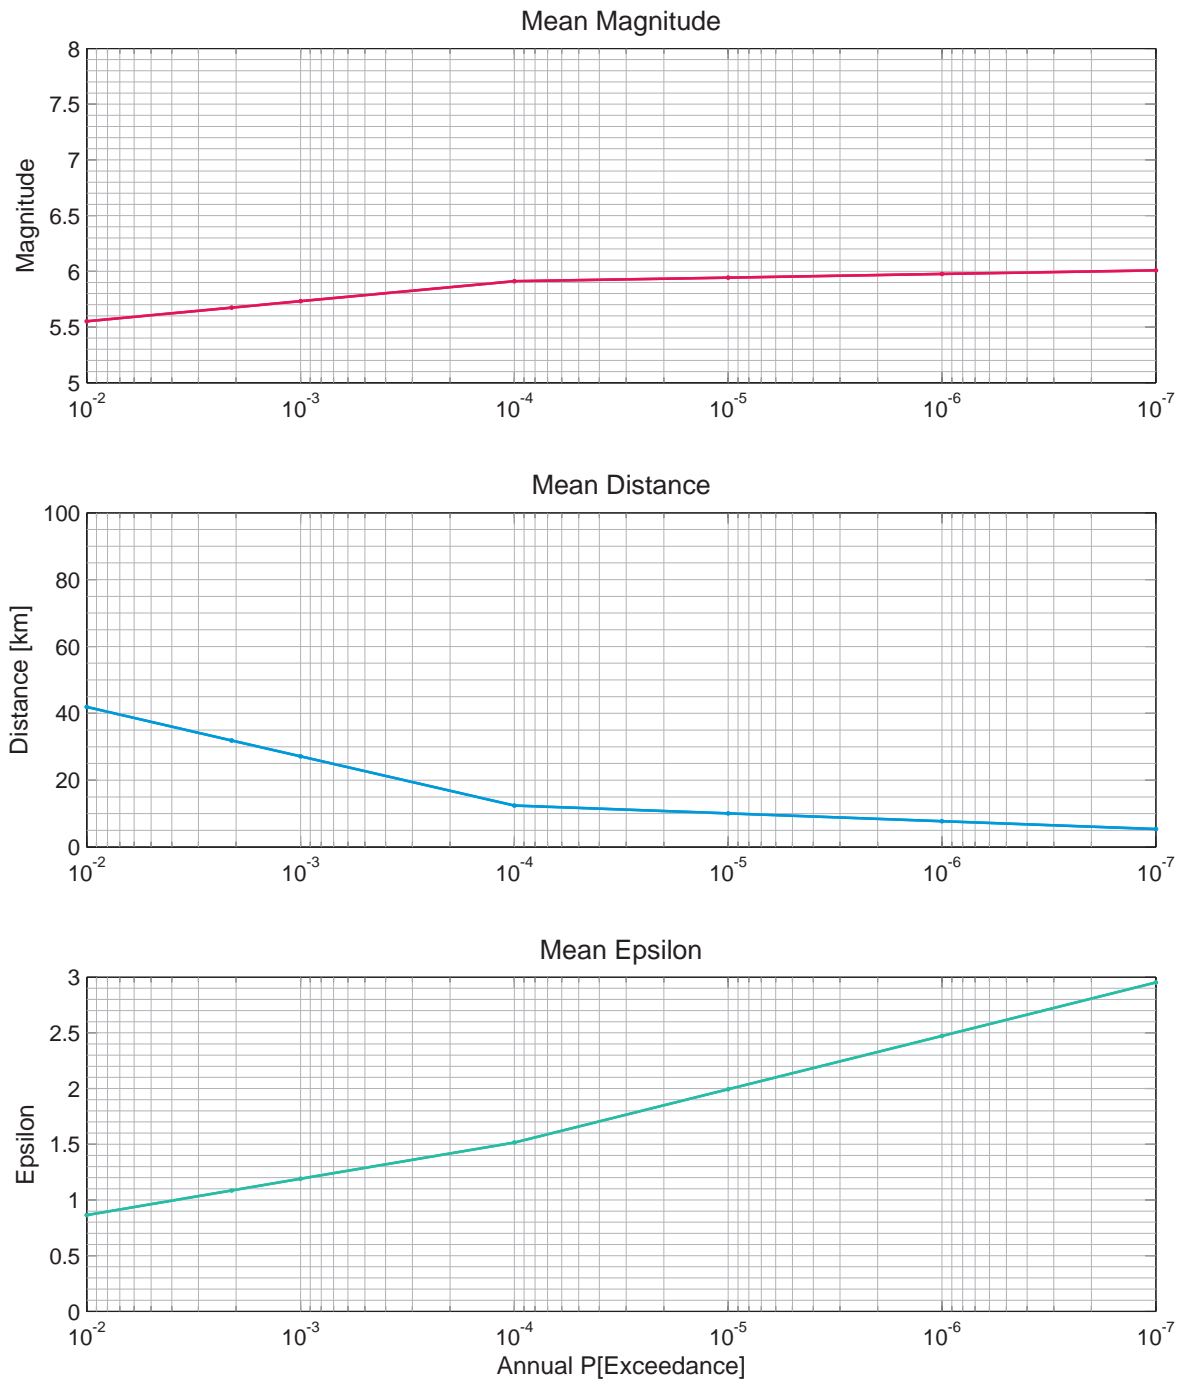 Mean Magnitude
8
7.5
7
6.5
6
5.5
5
Magnitude
10^-2 10^-3 10^-4 10^-5 10^-6 10^-7
Mean Distance
100
80
60
40
20
0
Distance [km]
10^-2 10^-3 10^-4 10^-5 10^-6 10^-7
Mean Epsilon
3
2.5
2
1.5
1
0.5
0
Epsilon
10^-2 10^-3 10^-4 10^-5 10^-6 10^-7
Annual P[Exceedance]